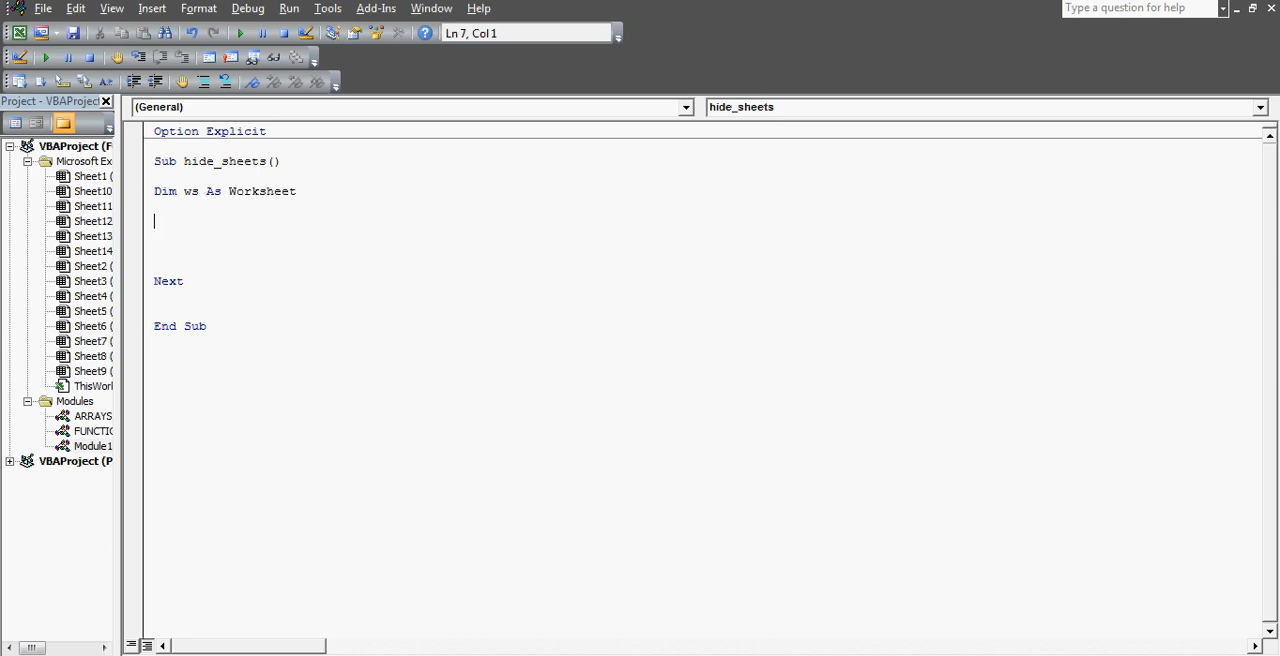 File Edit View Insert Format Debug Run Tools Add-Ins Window Help
Type a question for help
Ln 7, Col 1
Project - VBAProject
(General)
hide_sheets
VBAProject (F
Microsoft Ex
Sheet1 (
Sheet10
Sheet11
Sheet12
Sheet13
Sheet14
Sheet2 (
Sheet3 (
Sheet4 (
Sheet5 (
Sheet6 (
Sheet7 (
Sheet8 (
Sheet9 (
ThisWorl
Modules
ARRAYS
FUNCTIO
Module1
VBAProject (P
Option Explicit
Sub hide_sheets()
Dim ws As Worksheet
Next
End Sub